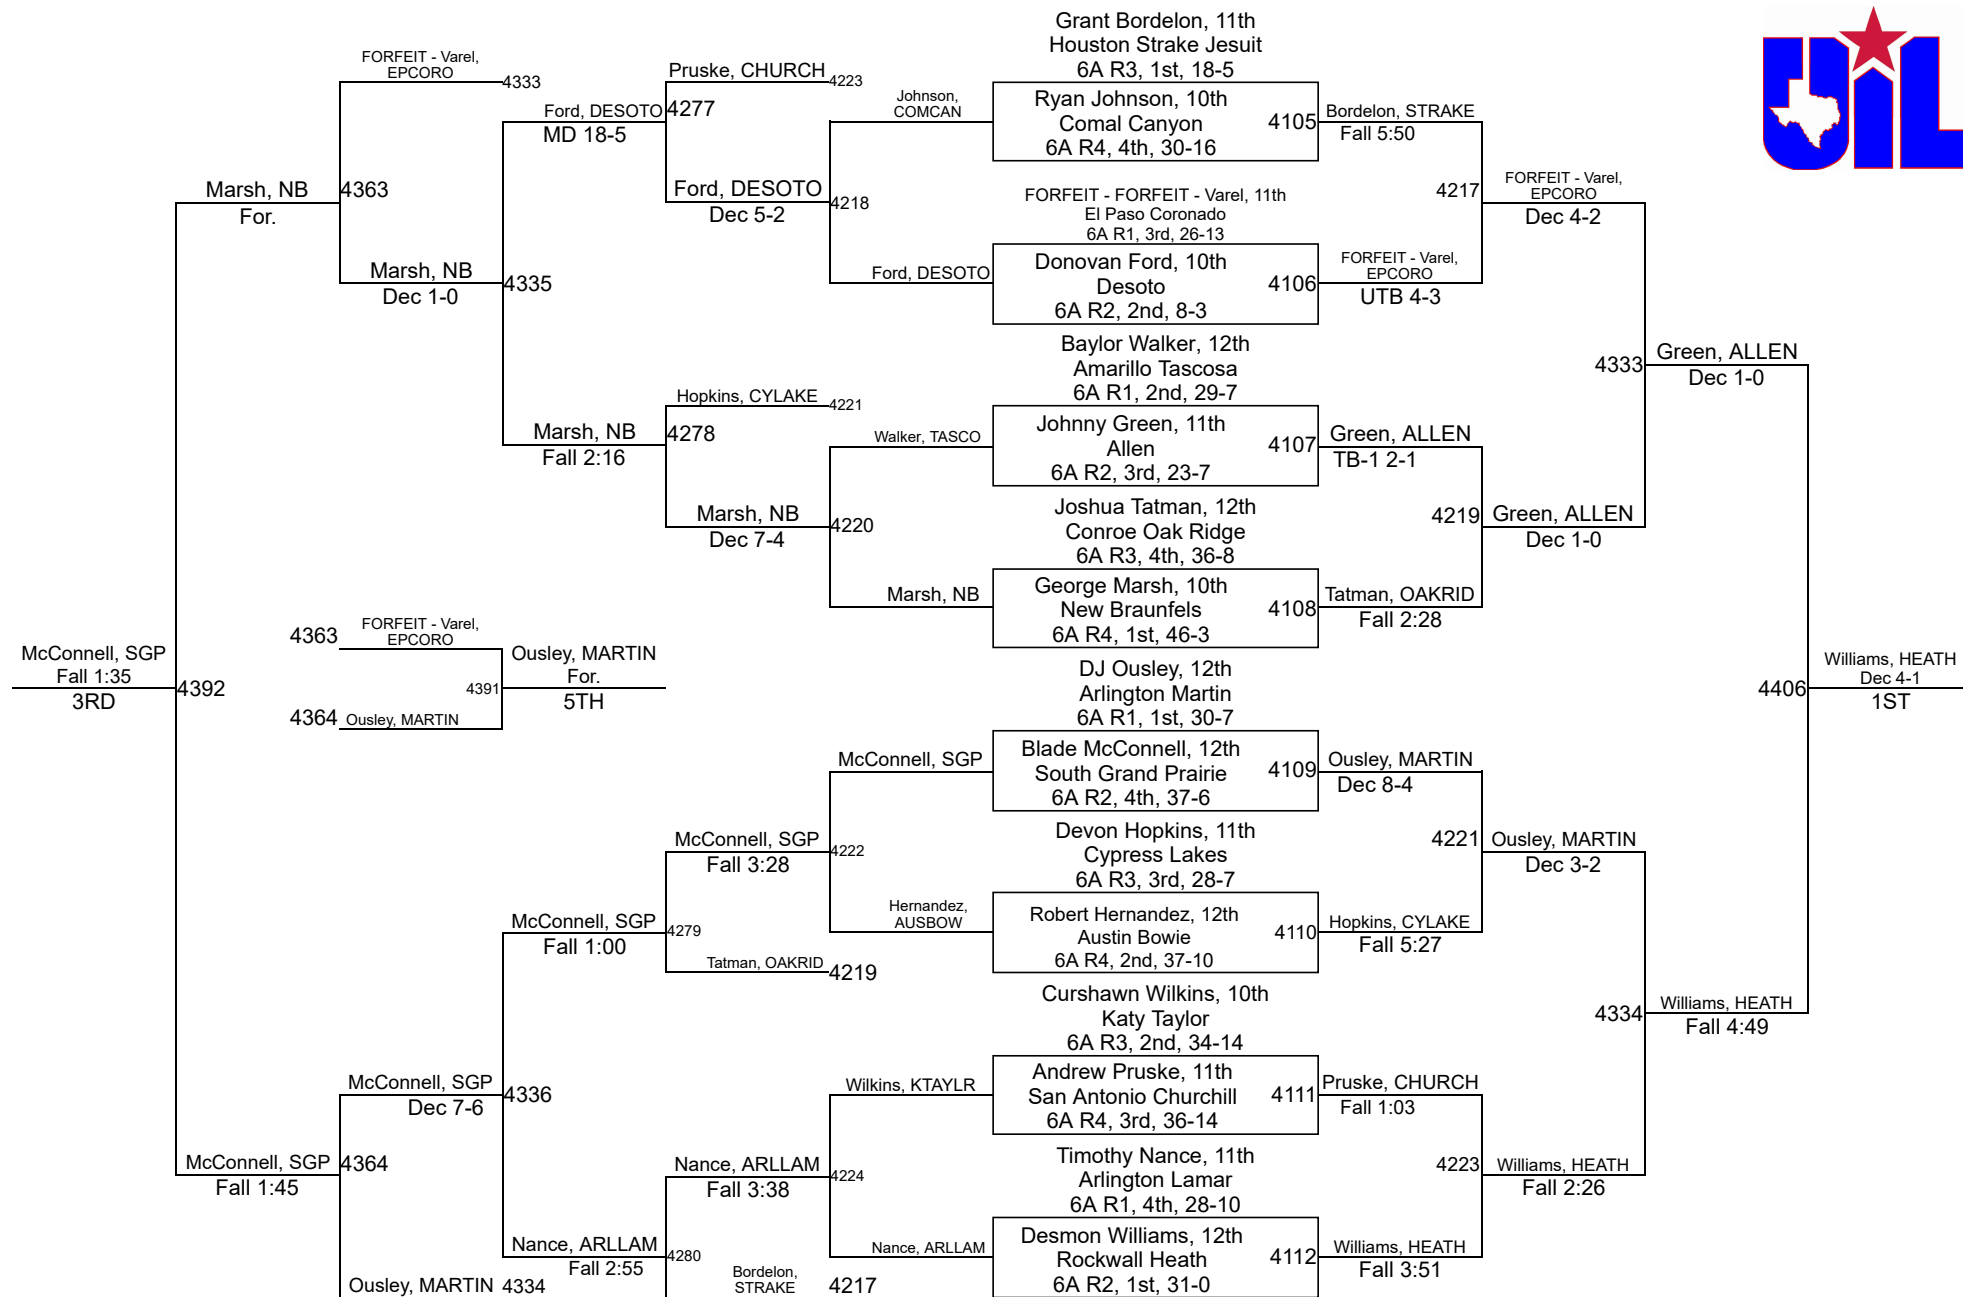 FORFEIT - Varel,
EPCORO
4333
Marsh, NB
For.
4363
Marsh, NB
Dec 1-0
Ford, DESOTO
MD 18-5
4335
Marsh, NB
Fall 2:16
Pruske, CHURCH
4223
4277
Ford, DESOTO
Dec 5-2
4218
Johnson,
COMCAN
Ford, DESOTO
Hopkins, CYLAKE
4221
4278
Marsh, NB
Dec 7-4
4220
Walker, TASCO
Marsh, NB
McConnell, SGP
Fall 1:35
3RD
4392
4363
FORFEIT - Varel,
EPCORO
4364
Ousley, MARTIN
4391
Ousley, MARTIN
For.
5TH
McConnell, SGP
Fall 1:45
4364
McConnell, SGP
Dec 7-6
4336
Ousley, MARTIN
4334
McConnell, SGP
Fall 1:00
4279
Nance, ARLLAM
Fall 2:55
4280
McConnell, SGP
Fall 3:28
4222
Tatman, OAKRID
4219
Nance, ARLLAM
Fall 3:38
4224
Bordelon,
STRAKE
4217
McConnell, SGP
Hernandez,
AUSBOW
Wilkins, KTAYLR
Nance, ARLLAM
Grant Bordelon, 11th
Houston Strake Jesuit
6A R3, 1st, 18-5
Ryan Johnson, 10th
Comal Canyon
6A R4, 4th, 30-16
4105
FORFEIT - FORFEIT - Varel, 11th
El Paso Coronado
6A R1, 3rd, 26-13
Donovan Ford, 10th
Desoto
6A R2, 2nd, 8-3
4106
Baylor Walker, 12th
Amarillo Tascosa
6A R1, 2nd, 29-7
Johnny Green, 11th
Allen
6A R2, 3rd, 23-7
4107
Joshua Tatman, 12th
Conroe Oak Ridge
6A R3, 4th, 36-8
George Marsh, 10th
New Braunfels
6A R4, 1st, 46-3
4108
DJ Ousley, 12th
Arlington Martin
6A R1, 1st, 30-7
Blade McConnell, 12th
South Grand Prairie
6A R2, 4th, 37-6
4109
Devon Hopkins, 11th
Cypress Lakes
6A R3, 3rd, 28-7
Robert Hernandez, 12th
Austin Bowie
6A R4, 2nd, 37-10
4110
Curshawn Wilkins, 10th
Katy Taylor
6A R3, 2nd, 34-14
Andrew Pruske, 11th
San Antonio Churchill
6A R4, 3rd, 36-14
4111
Timothy Nance, 11th
Arlington Lamar
6A R1, 4th, 28-10
Desmon Williams, 12th
Rockwall Heath
6A R2, 1st, 31-0
4112
Bordelon, STRAKE
Fall 5:50
4217
FORFEIT - Varel,
EPCORO
UTB 4-3
Green, ALLEN
TB-1 2-1
4219
Tatman, OAKRID
Fall 2:28
Ousley, MARTIN
Dec 8-4
4221
Hopkins, CYLAKE
Fall 5:27
Pruske, CHURCH
Fall 1:03
4223
Williams, HEATH
Fall 3:51
FORFEIT - Varel,
EPCORO
Dec 4-2
4333
Green, ALLEN
Dec 1-0
Ousley, MARTIN
Dec 3-2
4334
Williams, HEATH
Fall 2:26
Green, ALLEN
Dec 1-0
4406
Williams, HEATH
Fall 4:49
Williams, HEATH
Dec 4-1
1ST
UIL